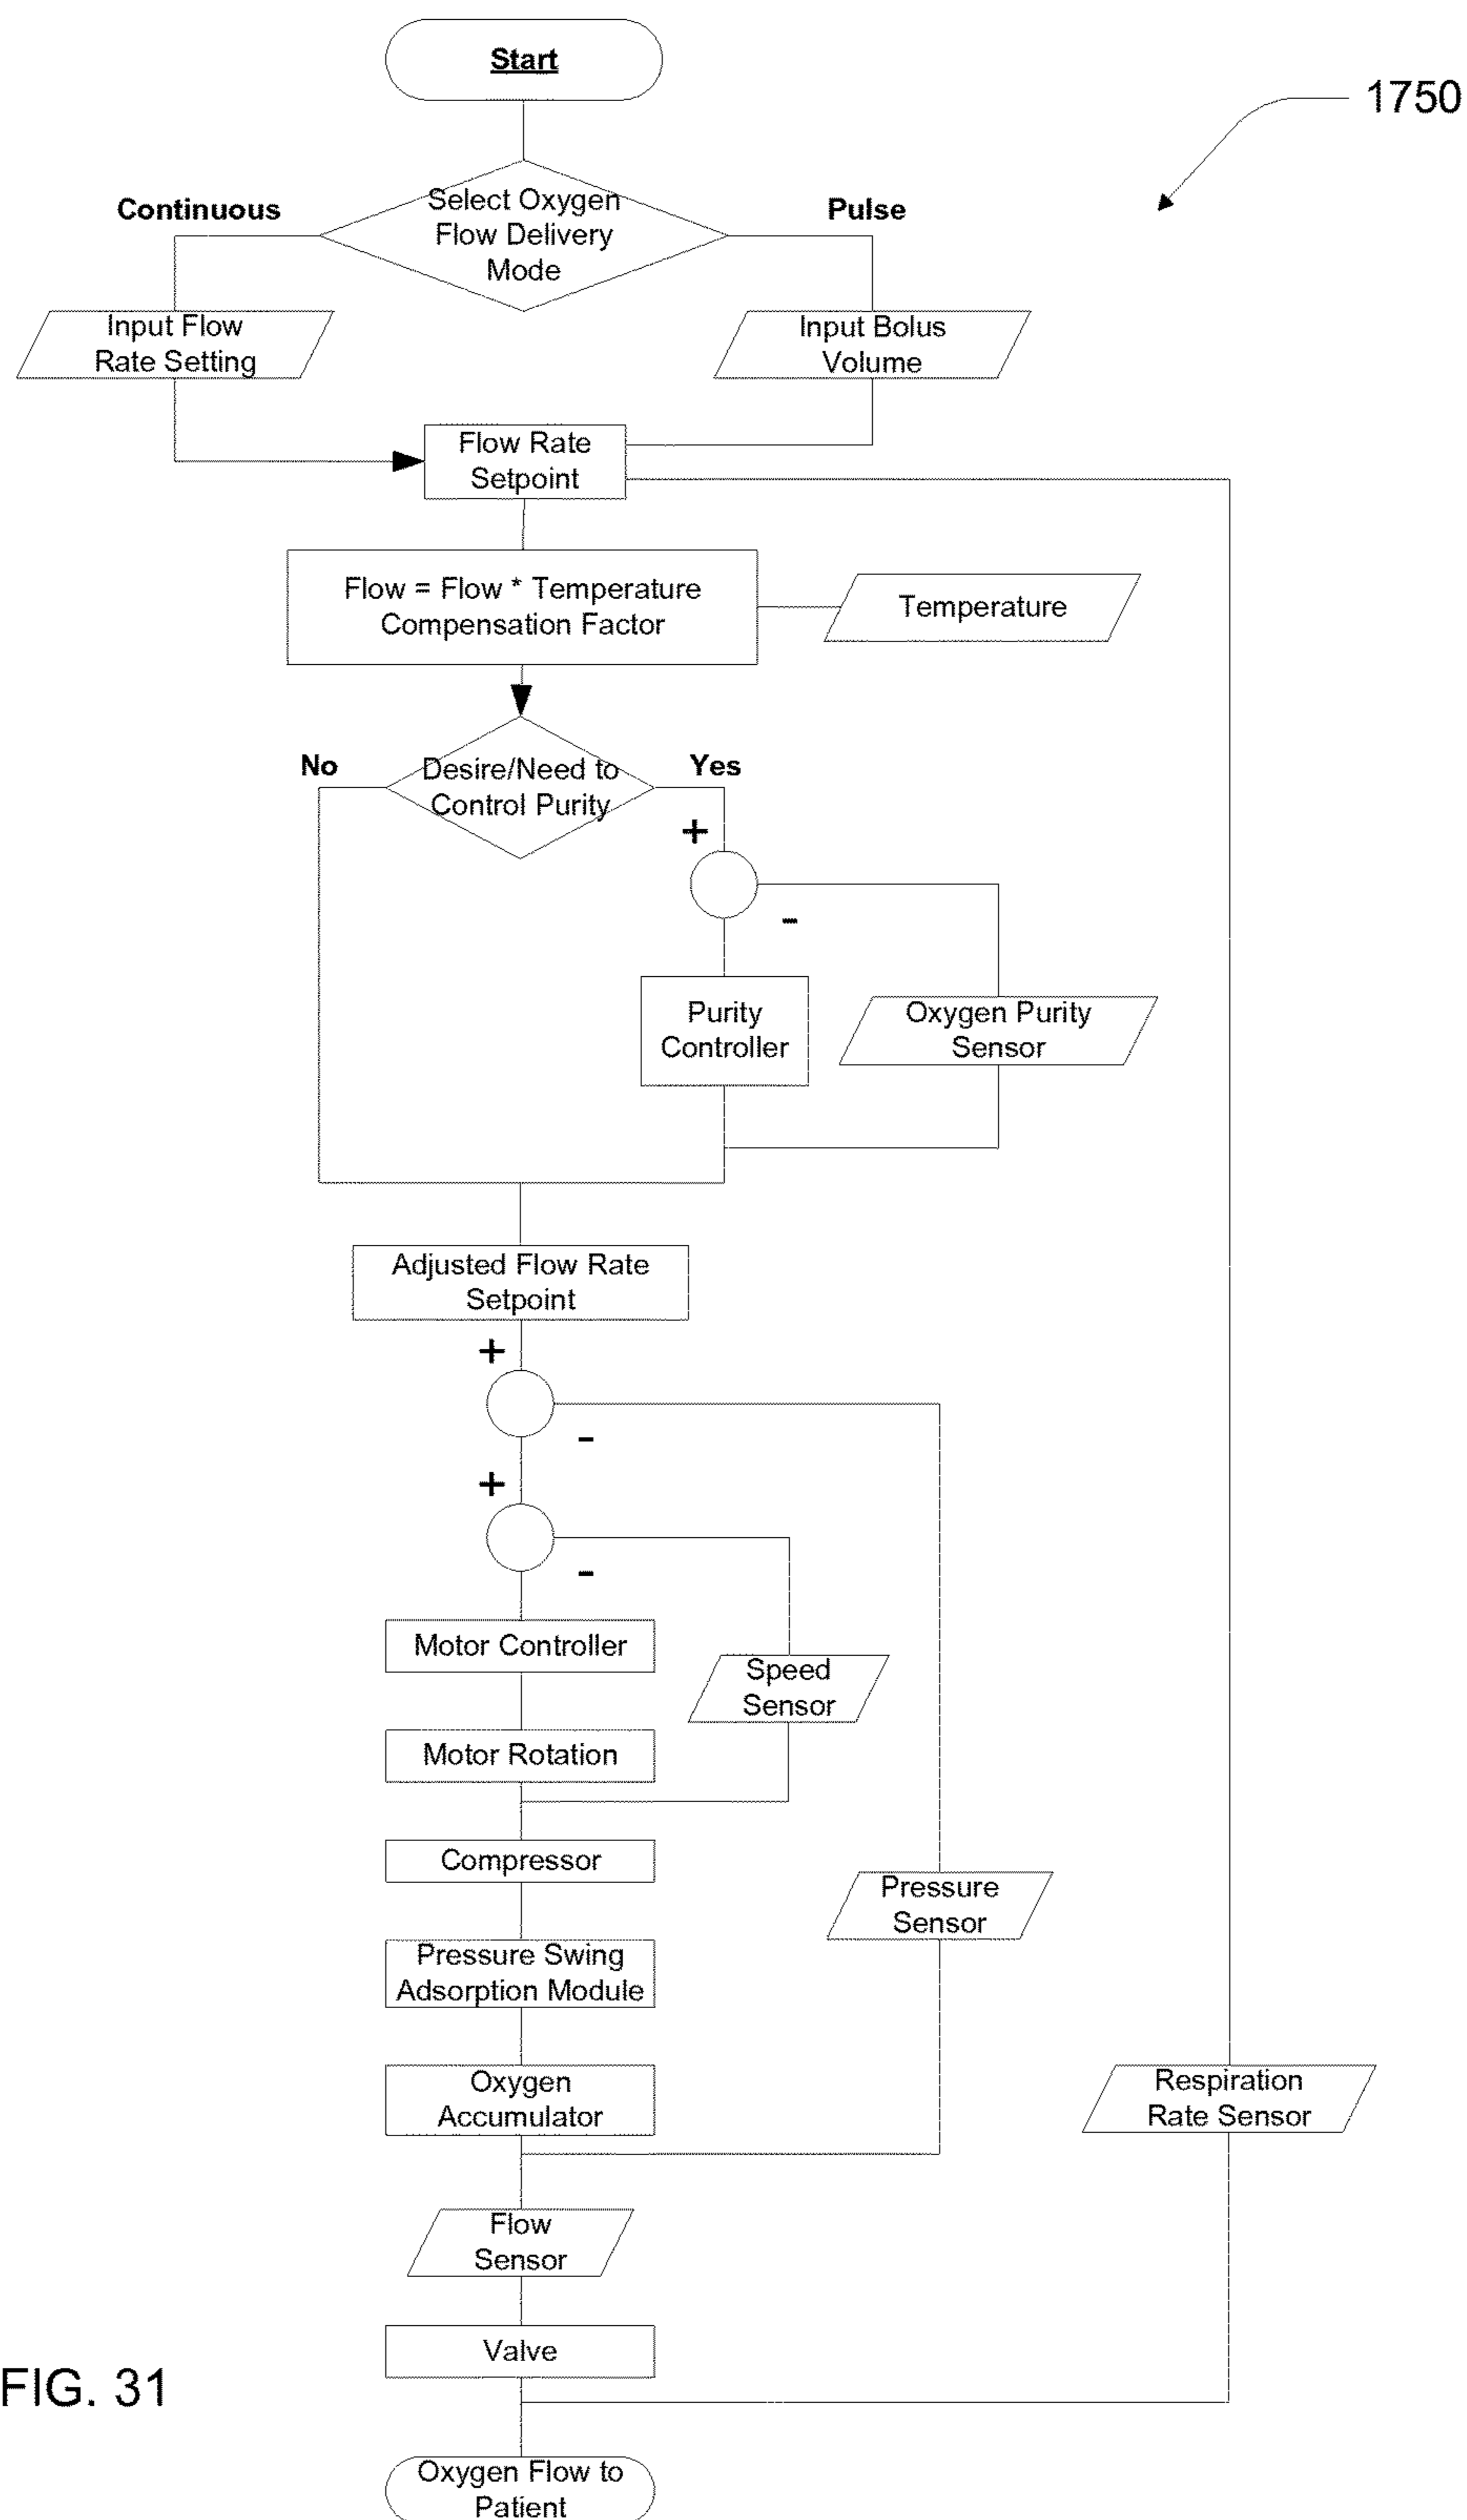 Start
1750
Continuous
Pulse
Select Oxygen
Flow Delivery
Mode
Input Flow
Rate Setting
Input Bolus
Volume
Flow Rate
Setpoint
Flow = Flow * Temperature
Compensation Factor
Temperature
No
Yes
Desire/Need to
Control Purity
+
-
Purity
Controller
Oxygen Purity
Sensor
Adjusted Flow Rate
Setpoint
+
-
+
-
Motor Controller
Speed
Sensor
Motor Rotation
Compressor
Pressure
Sensor
Pressure Swing
Adsorption Module
Oxygen
Accumulator
Respiration
Rate Sensor
Flow
Sensor
Valve
FIG. 31
Oxygen Flow to
Patient